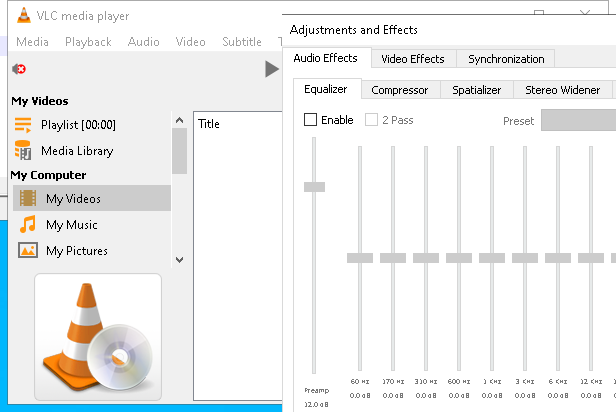 VLC media player
Media Playback Audio Video Subtitle
My Videos
Playlist [00:00]
Media Library
My Computer
My Videos
My Music
My Pictures
Title
Adjustments and Effects
Audio Effects Video Effects Synchronization
Equalizer Compressor Spatializer Stereo Widener
Enable 2 Pass Preset
60 Hz 170 Hz 310 Hz 600 Hz 1 KHz 3 KHz 6 KHz 12 KHz
Preamp 0.0 dB 0.0 dB 0.0 dB 0.0 dB 0.0 dB 0.0 dB 0.0 dB 0.0 dB
12.0 dB